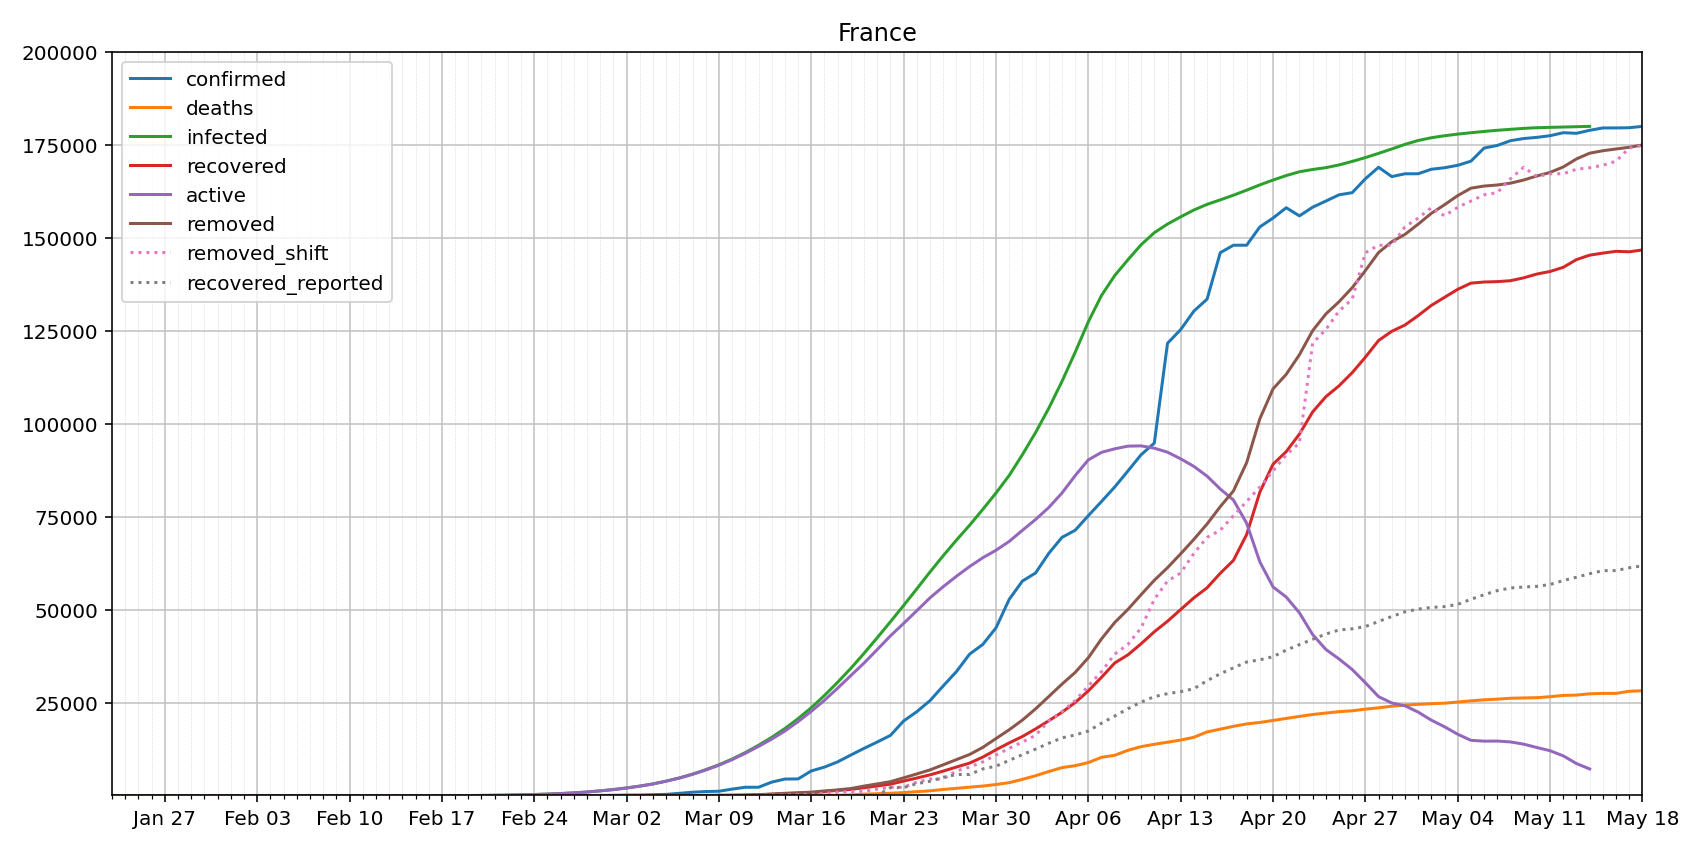 France
200000
175000
150000
125000
100000
75000
50000
25000
confirmed
deaths
infected
recovered
active
removed
removed_shift
recovered_reported
Jan 27 Feb 03 Feb 10 Feb 17 Feb 24 Mar 02 Mar 09 Mar 16 Mar 23 Mar 30 Apr 06 Apr 13 Apr 20 Apr 27 May 04 May 11 May 18